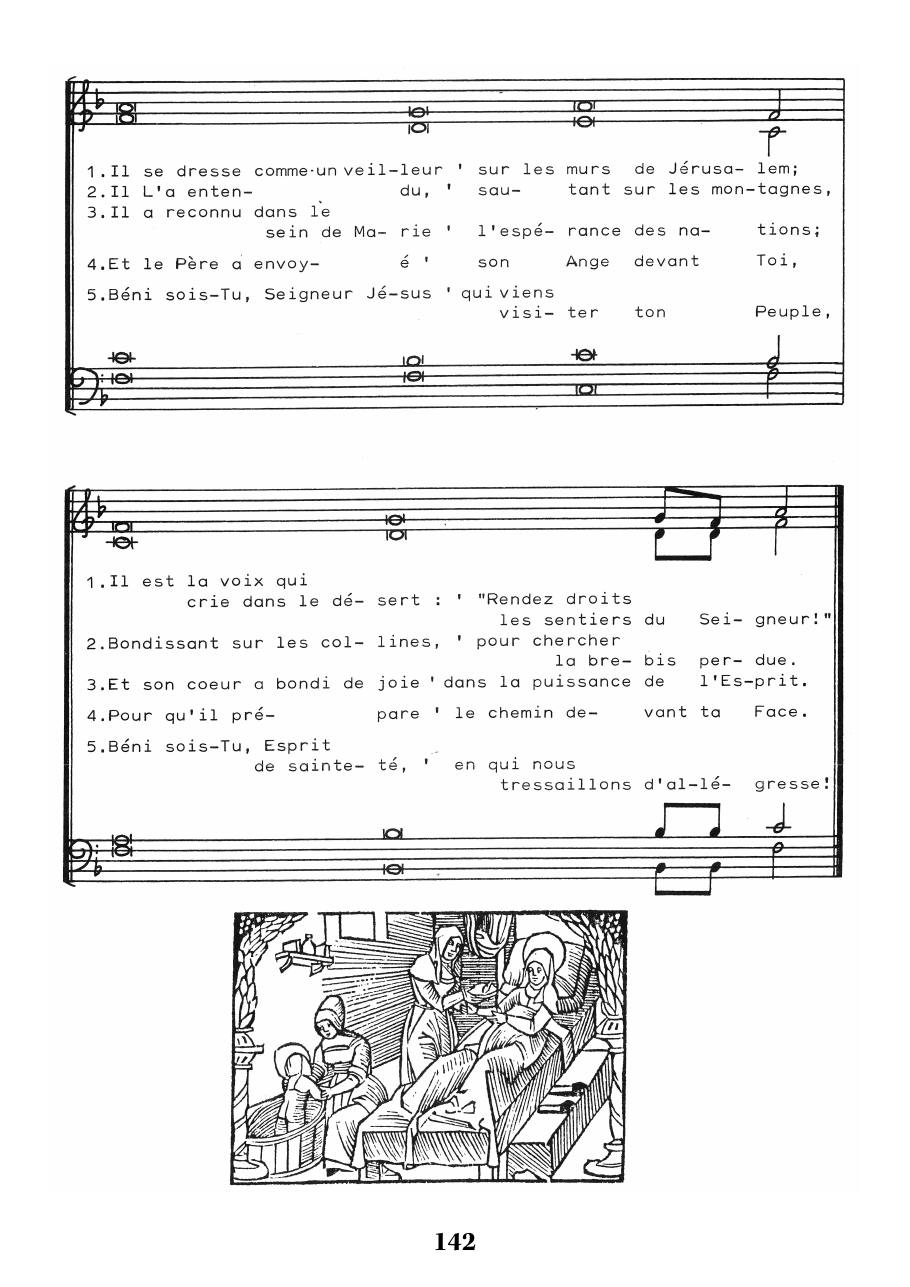 1.Il se dresse comme un veil-leur ' sur les murs de Jérusa- lem;
2.Il L'a enten- du, ' sau- tant sur les mon-tagnes,
3.Il a reconnu dans le
sein de Ma- rie ' l'espé- rance des na- tions;
4.Et le Père a envoy- é ' son Ange devant Toi,
5.Béni sois-Tu, Seigneur Jé-sus ' qui viens
visi- ter ton Peuple,
1.Il est la voix qui
crie dans le dé- sert : ' "Rendez droits
les sentiers du Sei- gneur!"
2.Bondissant sur les col- lines, ' pour chercher
la bre- bis per- due.
3.Et son coeur a bondi de joie ' dans la puissance de l'Es-prit.
4.Pour qu'il pré- pare ' le chemin de- vant ta Face.
5.Béni sois-Tu, Esprit
de sainte- té, ' en qui nous
tressaillons d'al-lé- gresse!
142